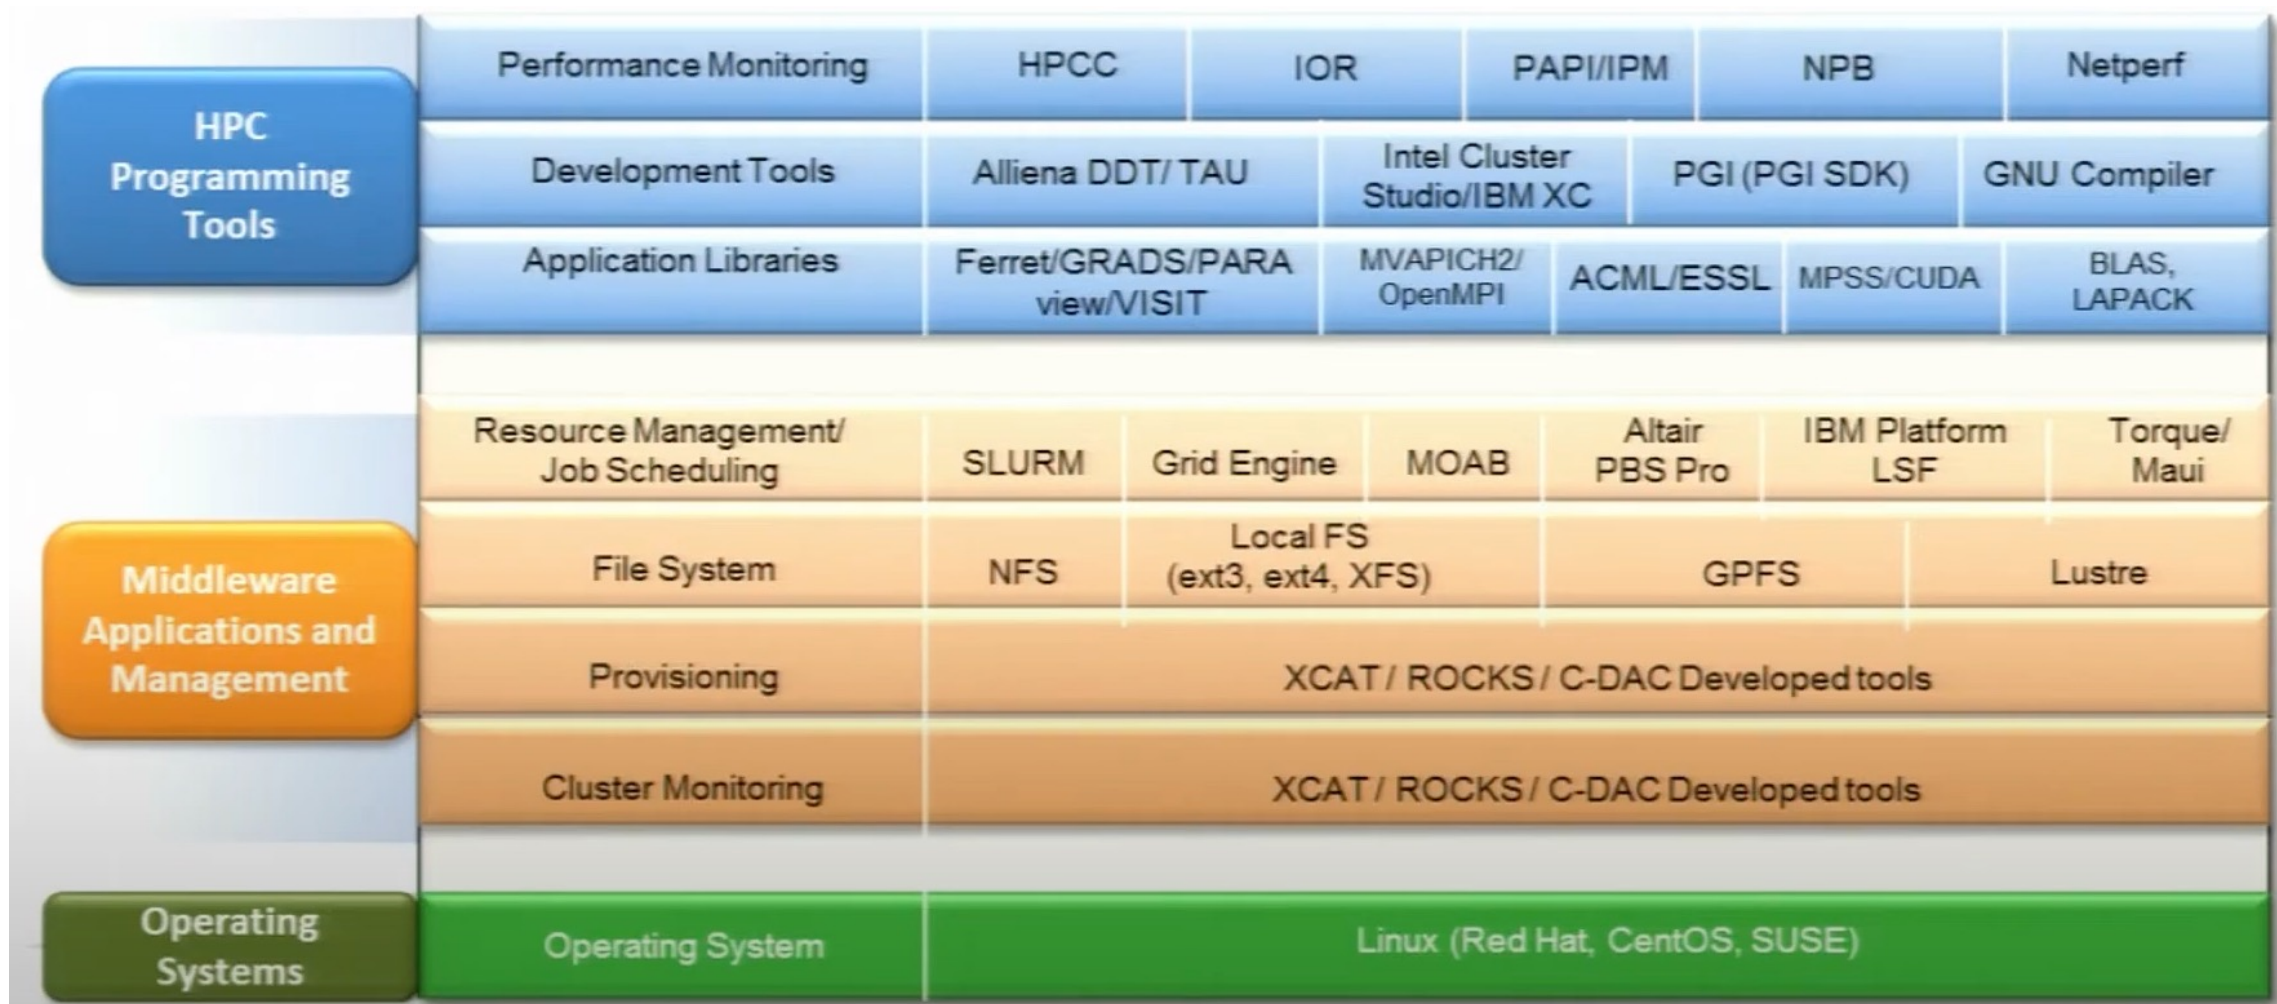 HPC
Programming
Tools
Performance Monitoring
HPCC
IOR
PAPI/IPM
NPB
Netperf
Development Tools
Alliena DDT/ TAU
Intel Cluster
Studio/IBM XC
PGI (PGI SDK)
GNU Compiler
Application Libraries
Ferret/GRADS/PARA
view/VISIT
MVAPICH2/
OpenMPI
ACML/ESSL
MPSS/CUDA
BLAS,
LAPACK
Middleware
Applications and
Management
Resource Management/
Job Scheduling
SLURM
Grid Engine
MOAB
Altair
PBS Pro
IBM Platform
LSF
Torque/
Maui
File System
NFS
Local FS
(ext3, ext4, XFS)
GPFS
Lustre
Provisioning
XCAT / ROCKS / C-DAC Developed tools
Cluster Monitoring
XCAT / ROCKS / C-DAC Developed tools
Operating
Systems
Operating System
Linux (Red Hat, CentOS, SUSE)